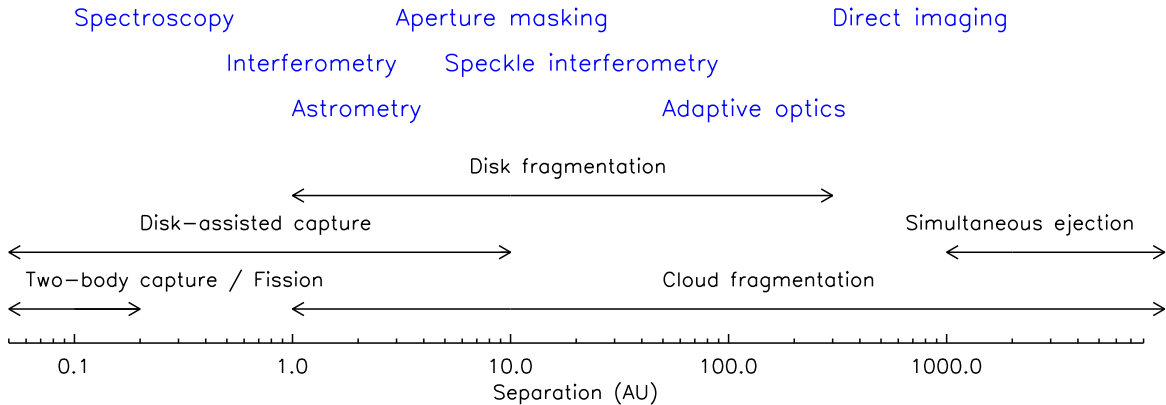 Spectroscopy Aperture masking Direct imaging
Interferometry Speckle interferometry
Astrometry Adaptive optics
Disk fragmentation
Disk-assisted capture Simultaneous ejection
Two-body capture / Fission Cloud fragmentation
0.1 1.0 10.0 100.0 1000.0
Separation (AU)